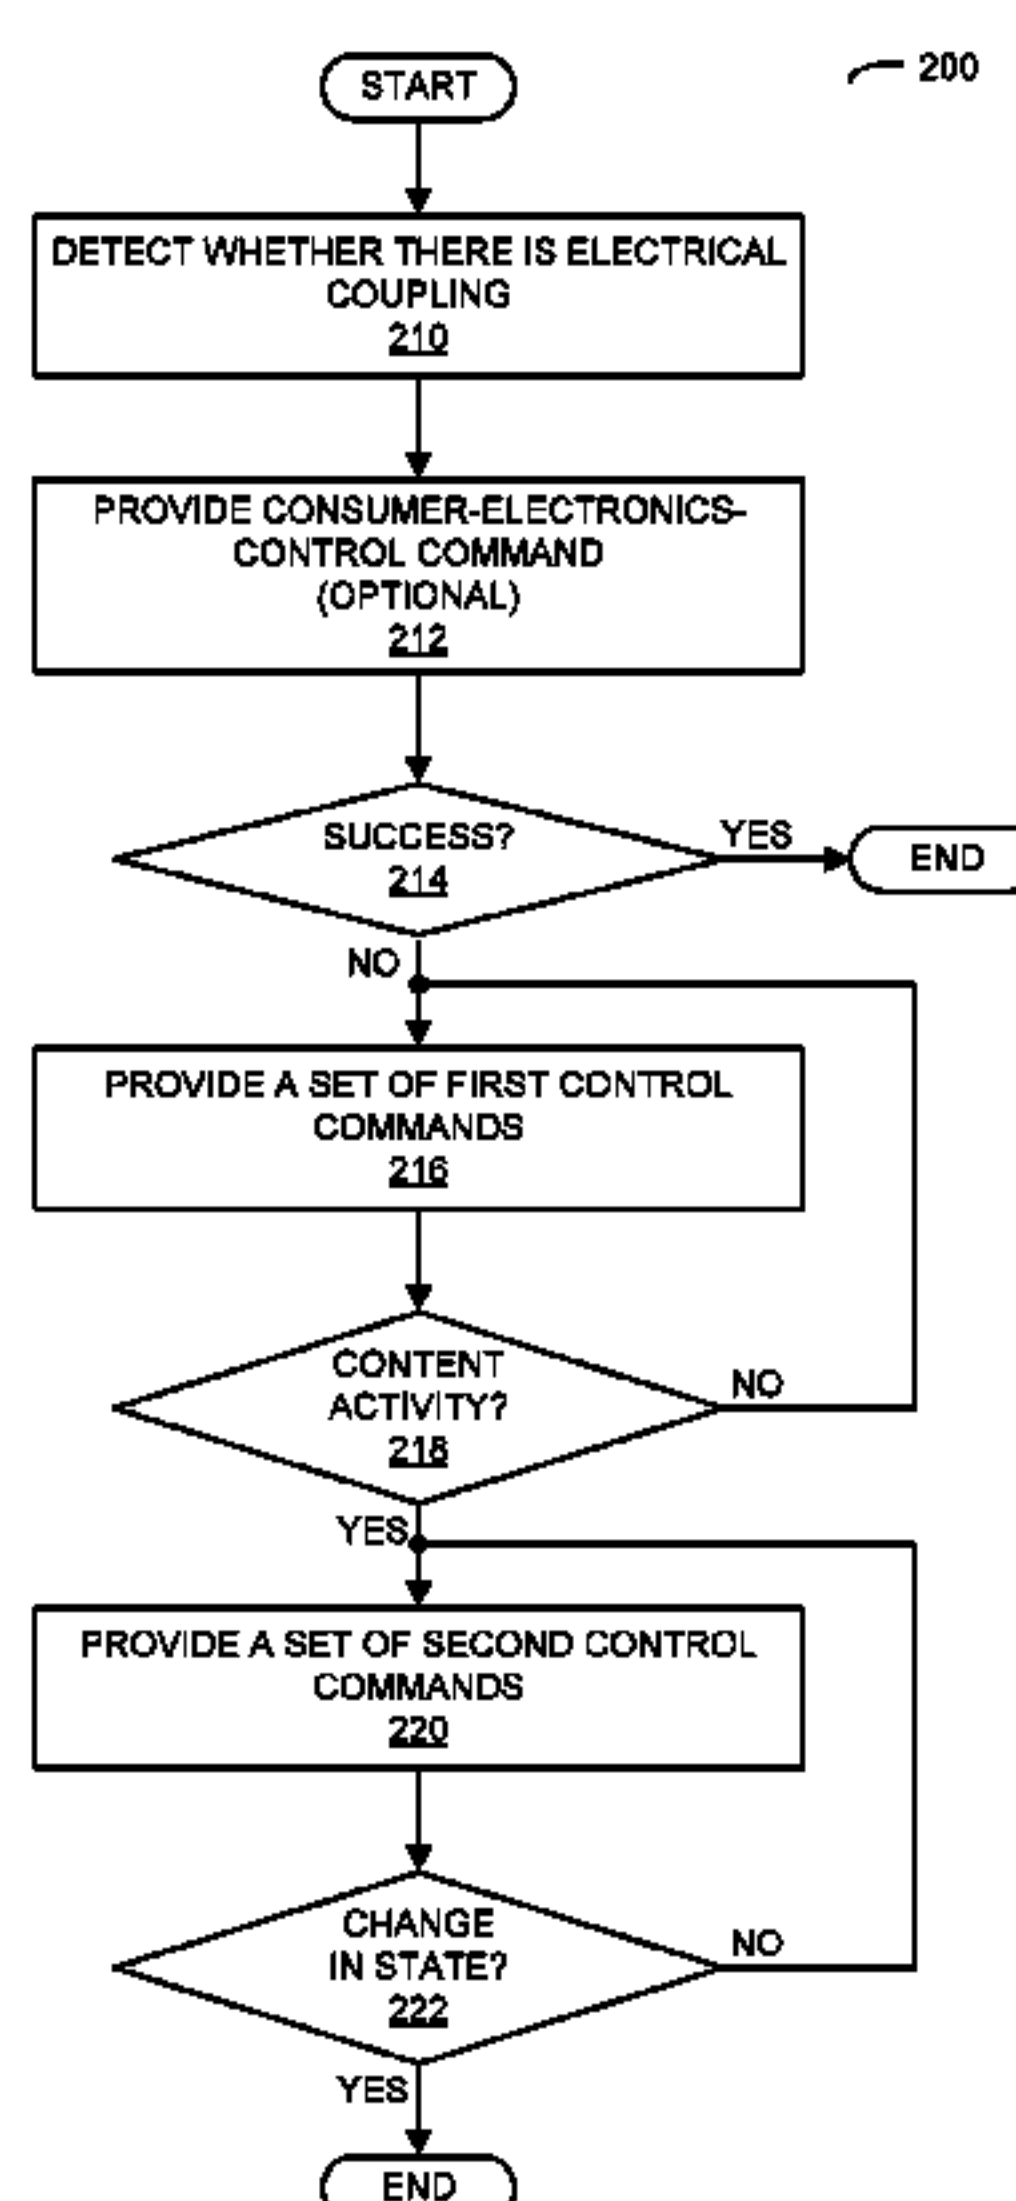 START
200
DETECT WHETHER THERE IS ELECTRICAL
COUPLING
210
PROVIDE CONSUMER-ELECTRONICS-
CONTROL COMMAND
(OPTIONAL)
212
SUCCESS?
214
YES
END
NO
PROVIDE A SET OF FIRST CONTROL
COMMANDS
216
CONTENT
ACTIVITY?
218
NO
YES
PROVIDE A SET OF SECOND CONTROL
COMMANDS
220
CHANGE
IN STATE?
222
NO
YES
END